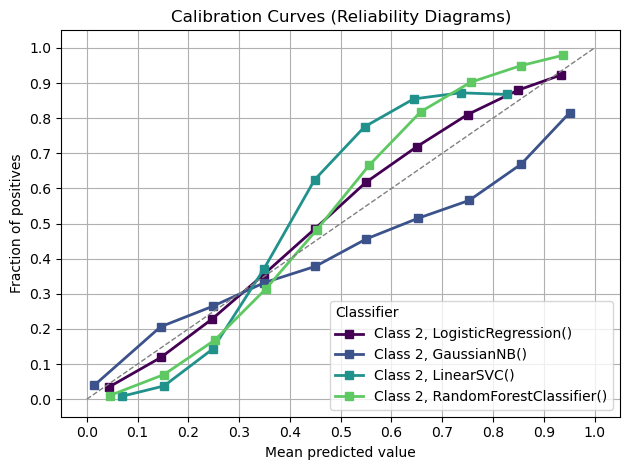 Calibration Curves (Reliability Diagrams)
1.0
0.9
0.8
0.7
0.6
0.5
0.4
0.3
0.2
0.1
0.0
Fraction of positives
Classifier
Class 2, LogisticRegression()
Class 2, GaussianNB()
Class 2, LinearSVC()
Class 2, RandomForestClassifier()
0.0 0.1 0.2 0.3 0.4 0.5 0.6 0.7 0.8 0.9 1.0
Mean predicted value